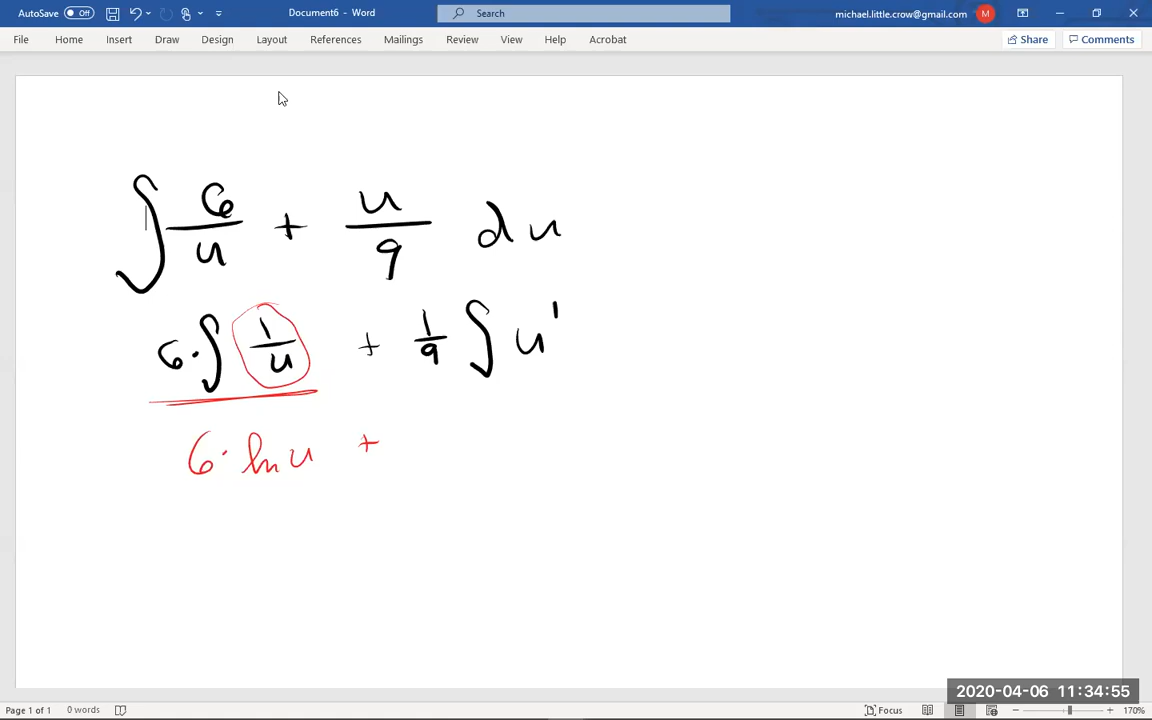 AutoSave Off Document6 - Word Search michael.little.crow@gmail.com M
File Home Insert Draw Design Layout References Mailings Review View Help Acrobat Share Comments
∫ 6/u + u/9 du
6·∫ 1/u + 1/9 ∫ u¹
6·ln u +
2020-04-06 11:34:55
Page 1 of 1 0 words Focus 170%